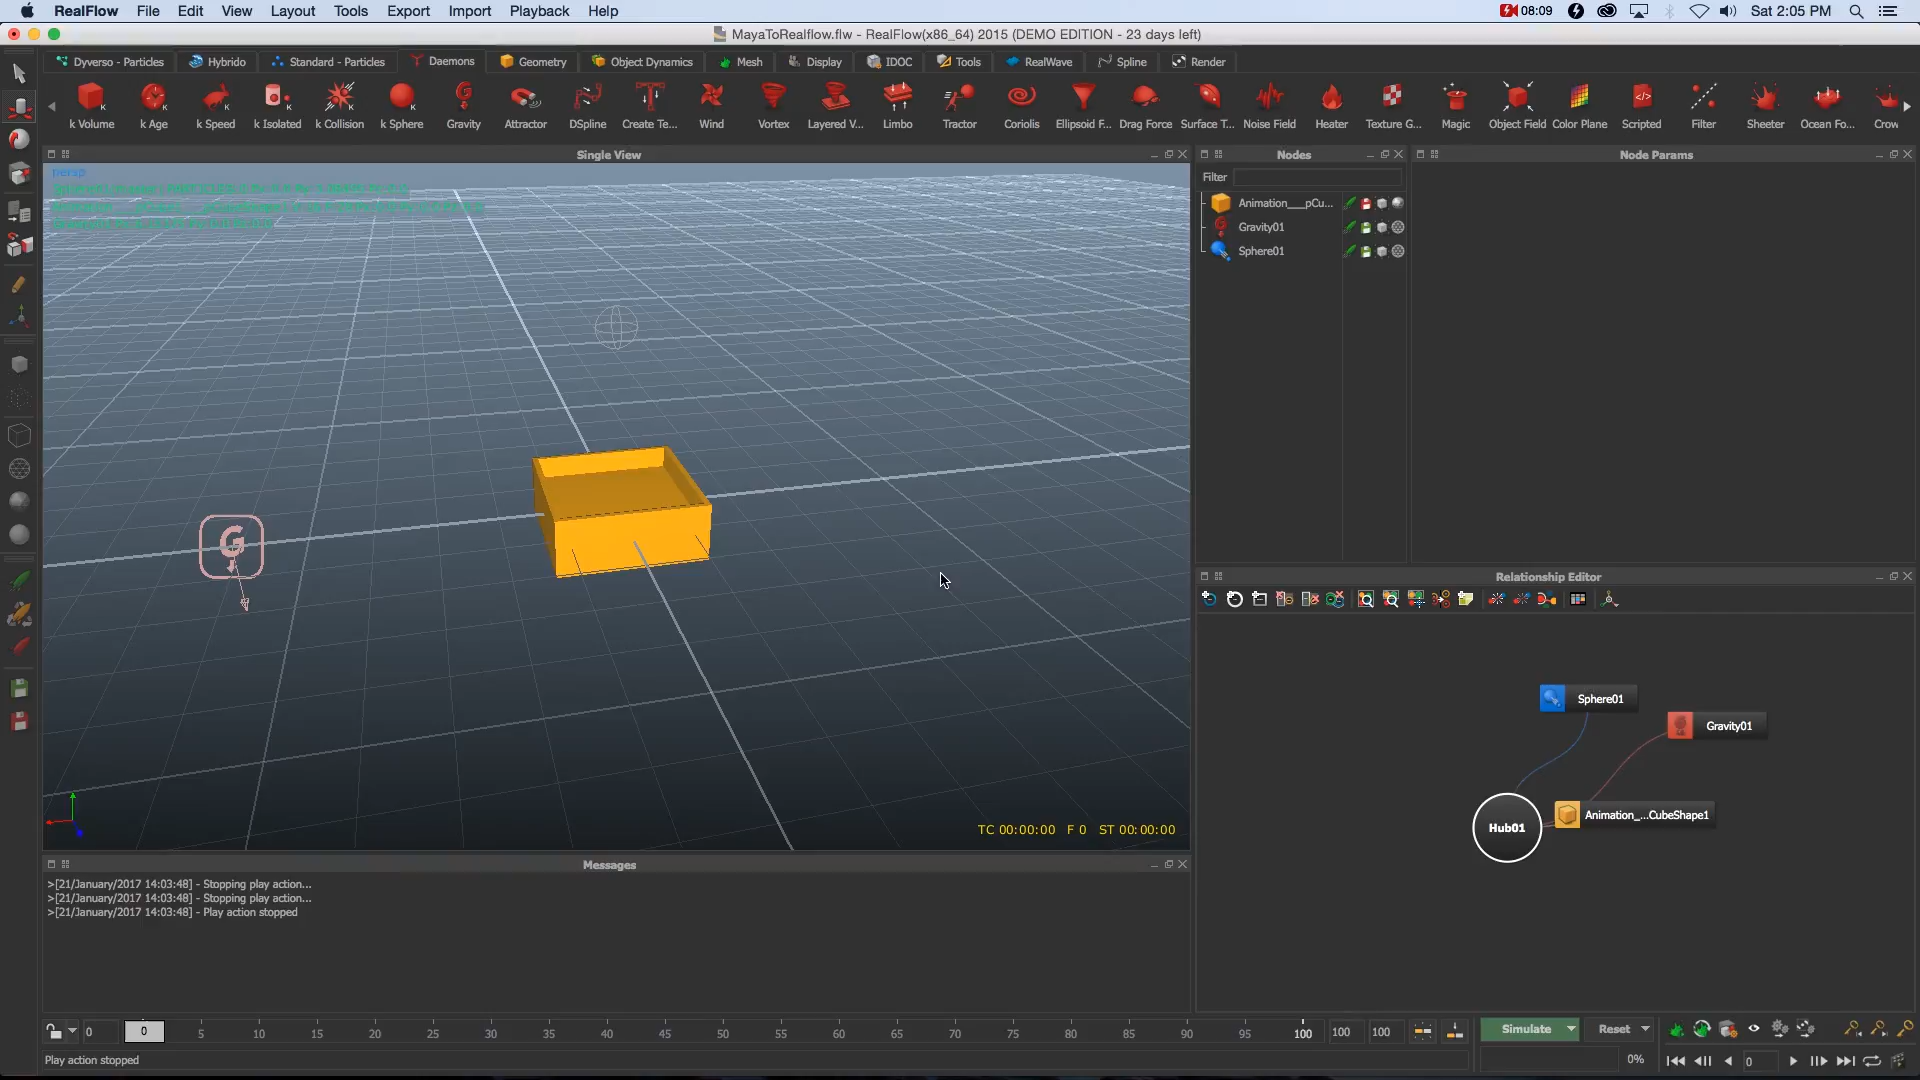 RealFlow File Edit View Layout Tools Export Import Playback Help
08:09 Sat 2:05 PM
MayaToRealflow.flw - RealFlow(x86_64) 2015 (DEMO EDITION - 23 days left)
Dyverso - Particles Hybrido Standard - Particles Daemons Geometry Object Dynamics Mesh Display IDOC Tools RealWave Spline Render
k Volume k Age k Speed k Isolated k Collision k Sphere Gravity Attractor DSpline Create Te... Wind Vortex Layered V... Limbo Tractor Coriolis Ellipsoid F... Drag Force Surface T... Noise Field Heater Texture G... Magic Object Field Color Plane Scripted Filter Sheeter Ocean Fo... Crow
Single View
Nodes
Node Params
persp
Filter
Animation___pCu...
Gravity01
Sphere01
G
TC 00:00:00 F 0 ST 00:00:00
Relationship Editor
Sphere01
Gravity01
Animation_...CubeShape1
Hub01
Messages
>[21/January/2017 14:03:48] - Stopping play action...
>[21/January/2017 14:03:48] - Stopping play action...
>[21/January/2017 14:03:48] - Play action stopped
0 0 5 10 15 20 25 30 35 40 45 50 55 60 65 70 75 80 85 90 95 100 100 100
Simulate Reset
Play action stopped
0% 0